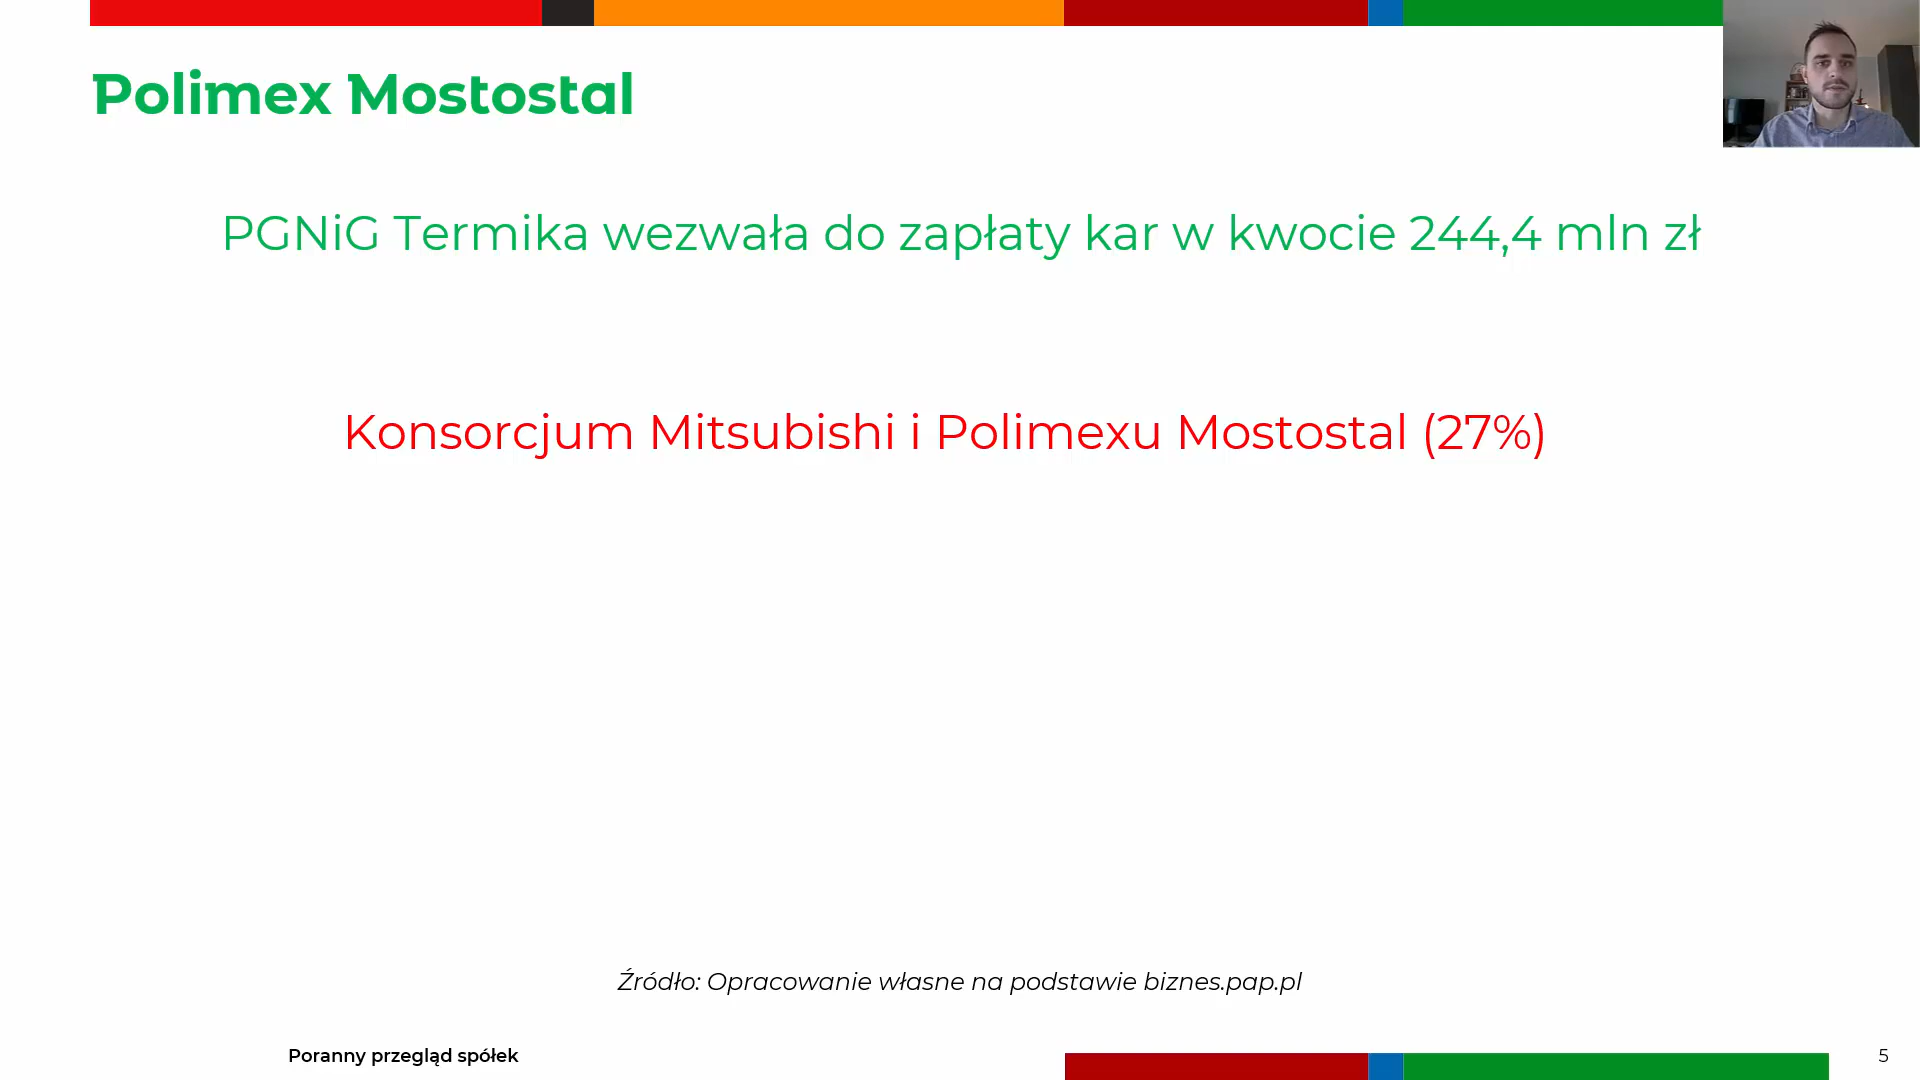 Polimex Mostostal
PGNiG Termika wezwała do zapłaty kar w kwocie 244,4 mln zł
Konsorcjum Mitsubishi i Polimexu Mostostal (27%)
Źródło: Opracowanie własne na podstawie biznes.pap.pl
Poranny przegląd spółek
5